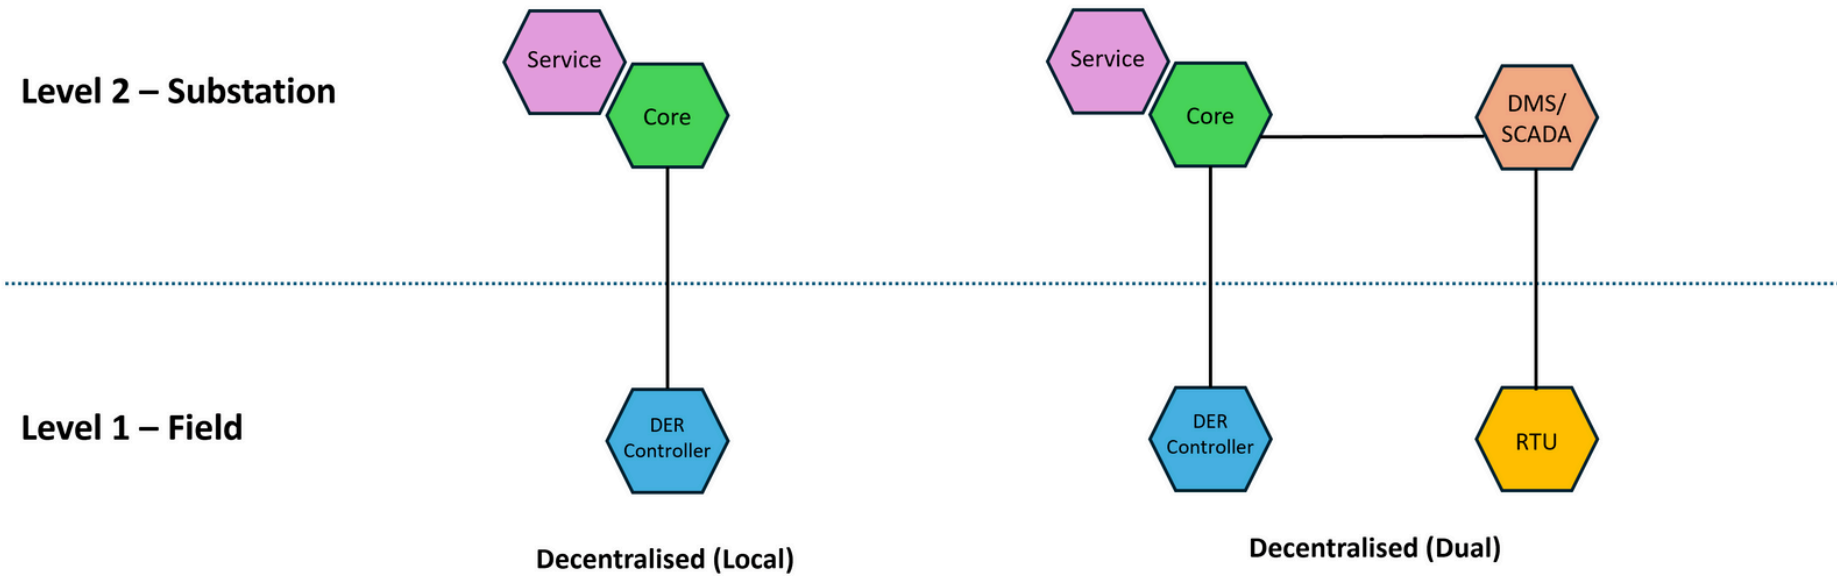 Level 2 – Substation
Service
Core
Service
Core
DMS/
SCADA
Level 1 – Field
DER
Controller
DER
Controller
RTU
Decentralised (Local)
Decentralised (Dual)